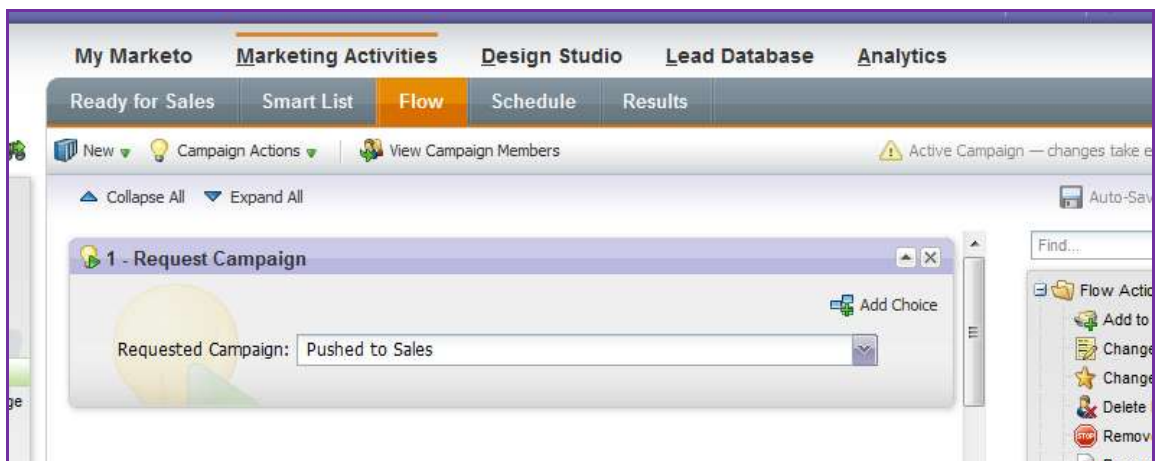 My Marketo Marketing Activities Design Studio Lead Database Analytics
Ready for Sales Smart List Flow Schedule Results
New Campaign Actions View Campaign Members Active Campaign — changes take e
Collapse All Expand All Auto-Sav
Find...
1 - Request Campaign
Flow Actio
Add Choice
Add to
Requested Campaign: Pushed to Sales
Change
Change
ge
Delete
STOP Remov